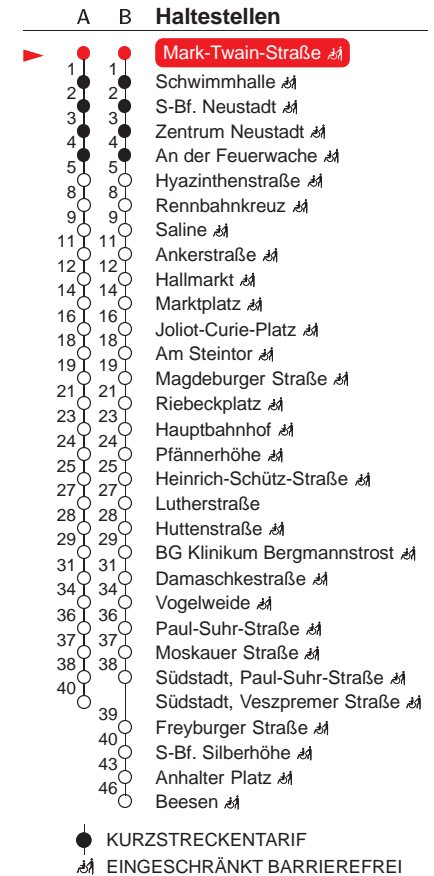 A B Haltestellen
Mark-Twain-Straße
1 1
Schwimmhalle
2 2
S-Bf. Neustadt
3 3
Zentrum Neustadt
4 4
An der Feuerwache
5 5
Hyazinthenstraße
8 8
Rennbahnkreuz
9 9
Saline
11 11
Ankerstraße
12 12
Hallmarkt
14 14
Marktplatz
16 16
Joliot-Curie-Platz
18 18
Am Steintor
19 19
Magdeburger Straße
21 21
Riebeckplatz
23 23
Hauptbahnhof
24 24
Pfännerhöhe
25 25
Heinrich-Schütz-Straße
27 27
Lutherstraße
28 28
Huttenstraße
29 29
BG Klinikum Bergmannstrost
31 31
Damaschkestraße
34 34
Vogelweide
36 36
Paul-Suhr-Straße
37 37
Moskauer Straße
38 38
Südstadt, Paul-Suhr-Straße
40
Südstadt, Veszpremer Straße
39
Freyburger Straße
40
S-Bf. Silberhöhe
43
Anhalter Platz
46
Beesen
KURZSTRECKENTARIF
EINGESCHRÄNKT BARRIEREFREI